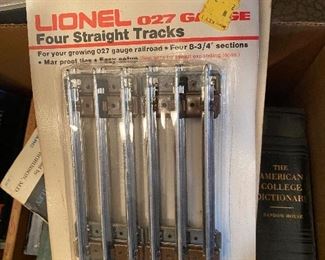 LIONEL 027 GAUGE
Four Straight Tracks
For your growing 027 gauge railroad • Four 8-3/4" sections
• Mar proof ties • Easy setup
THE
AMERICAN
COLLEGE
DICTIONARY
RANDOM HOUSE